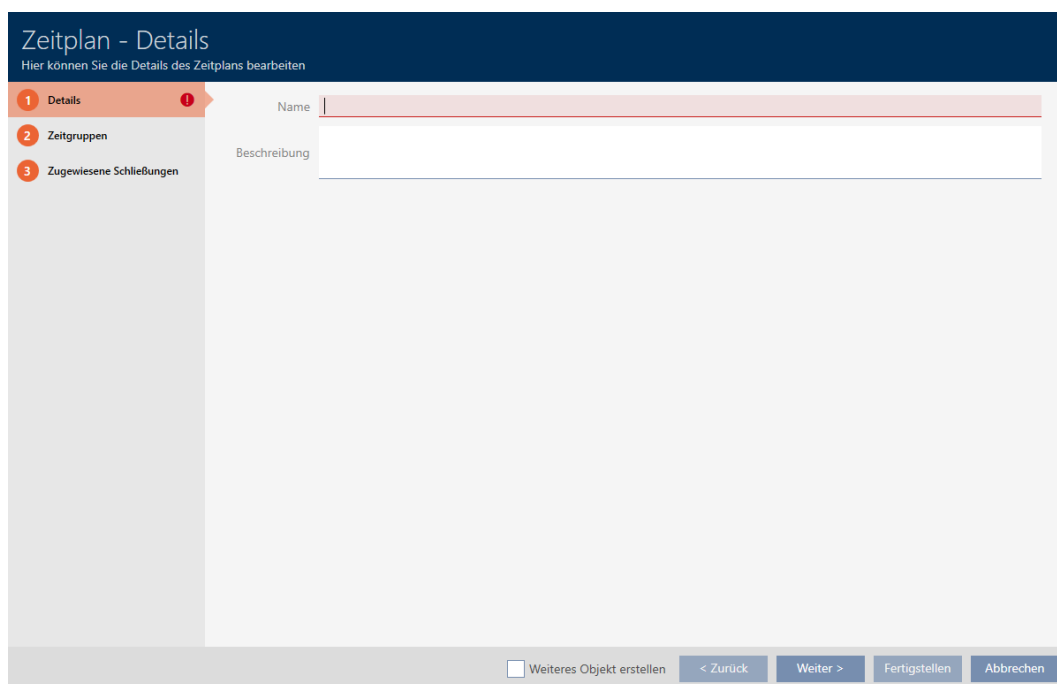 Zeitplan - Details
Hier können Sie die Details des Zeitplans bearbeiten
1 Details !
2 Zeitgruppen
3 Zugewiesene Schließungen
Name
Beschreibung
Weiteres Objekt erstellen < Zurück Weiter > Fertigstellen Abbrechen